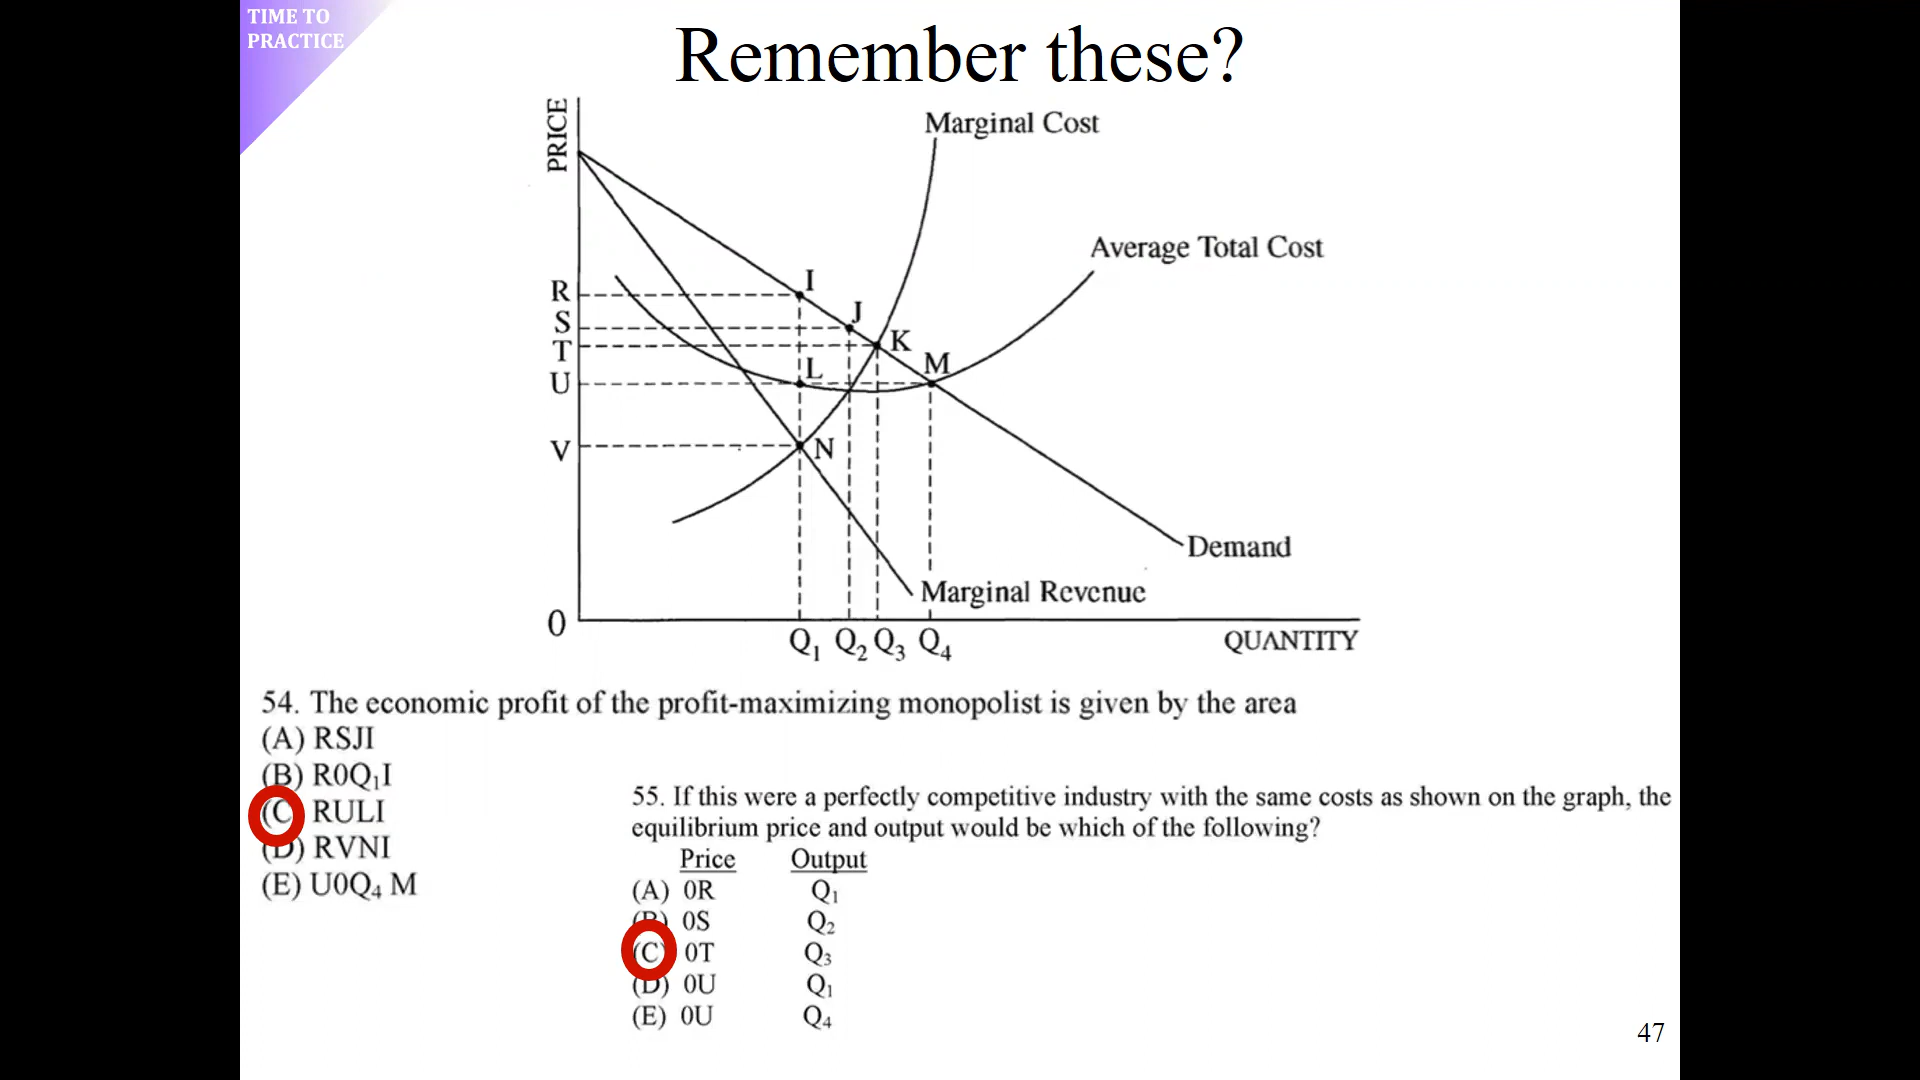 TIME TO
PRACTICE
Remember these?
PRICE
Marginal Cost
Average Total Cost
I
R
J
S
K
T
M
L
U
N
V
Demand
Marginal Revenue
0
Q₁ Q₂ Q₃ Q₄
QUANTITY
54. The economic profit of the profit-maximizing monopolist is given by the area
(A) RSJI
(B) R0Q₁I
(C) RULI
(D) RVNI
(E) U0Q₄ M
55. If this were a perfectly competitive industry with the same costs as shown on the graph, the
equilibrium price and output would be which of the following?
Price Output
(A) 0R Q₁
(B) 0S Q₂
(C) 0T Q₃
(D) 0U Q₁
(E) 0U Q₄
47